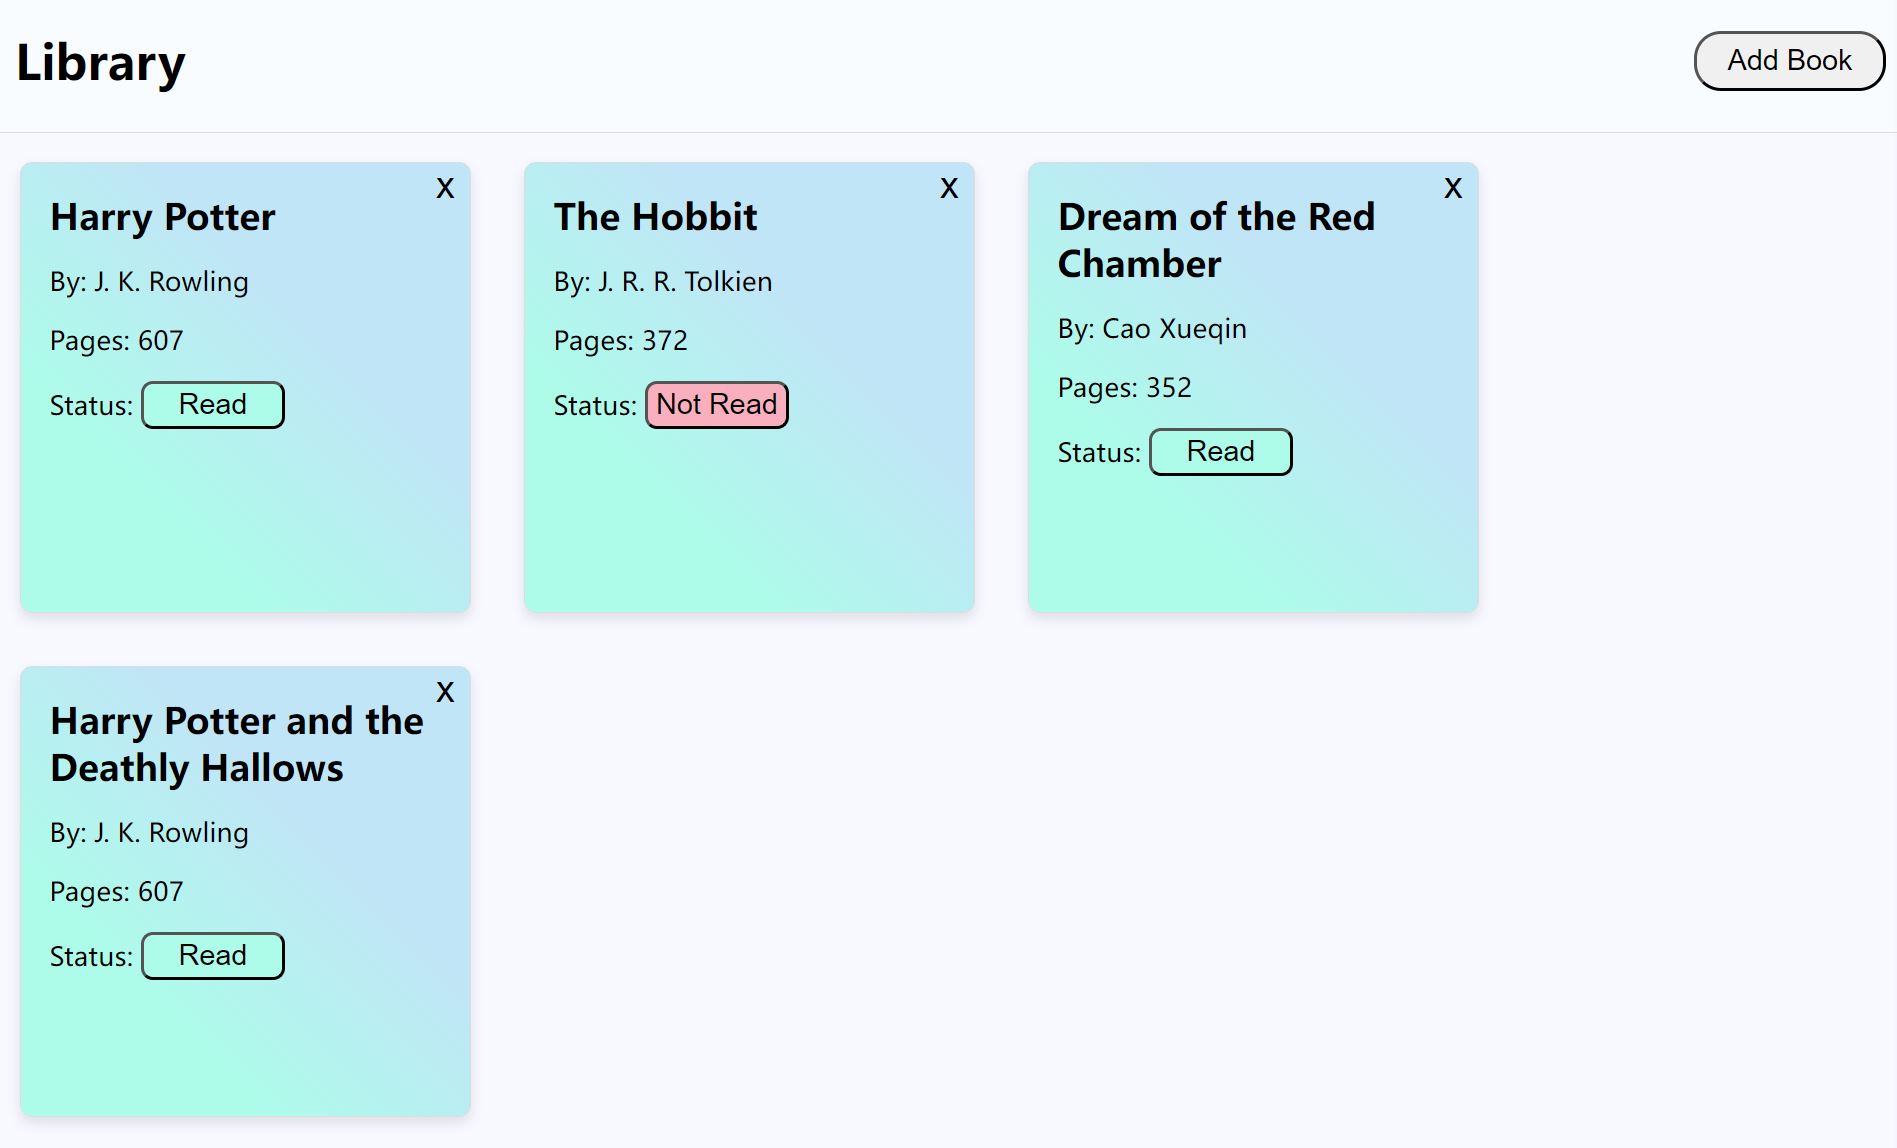 Library
Add Book
X
Harry Potter
By: J. K. Rowling
Pages: 607
Status: Read
X
The Hobbit
By: J. R. R. Tolkien
Pages: 372
Status: Not Read
X
Dream of the Red
Chamber
By: Cao Xueqin
Pages: 352
Status: Read
X
Harry Potter and the
Deathly Hallows
By: J. K. Rowling
Pages: 607
Status: Read